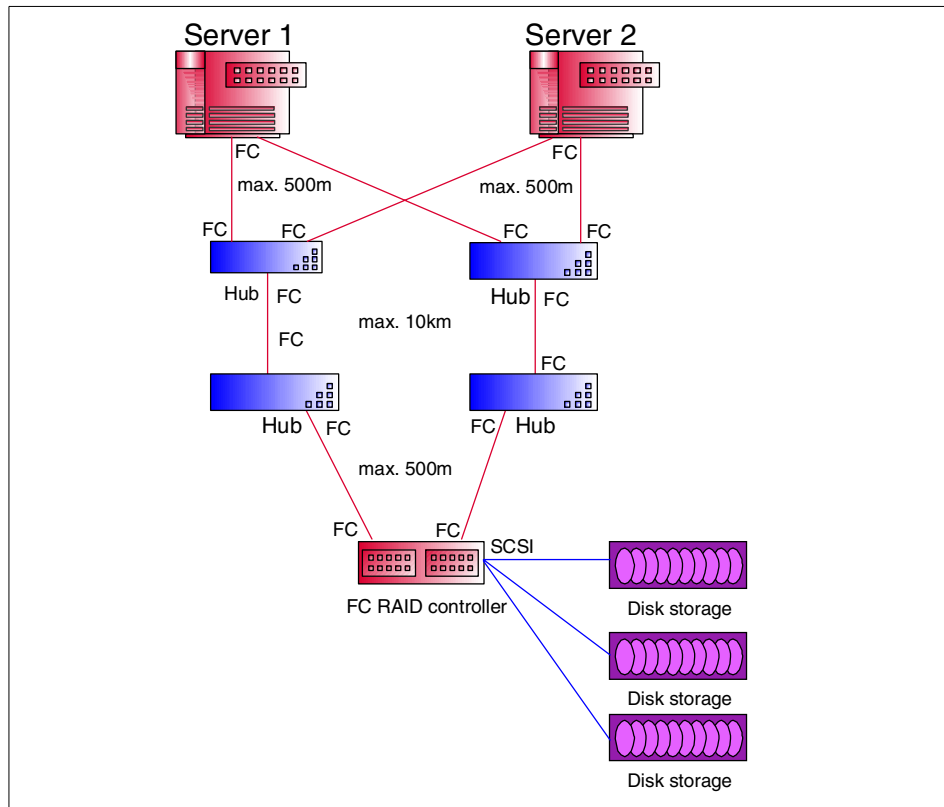 Server 1
Server 2
FC
FC
max. 500m
max. 500m
FC
FC
FC
FC
Hub
FC
Hub
FC
max. 10km
FC
FC
Hub
FC
FC
Hub
max. 500m
FC
FC
SCSI
FC RAID controller
Disk storage
Disk storage
Disk storage